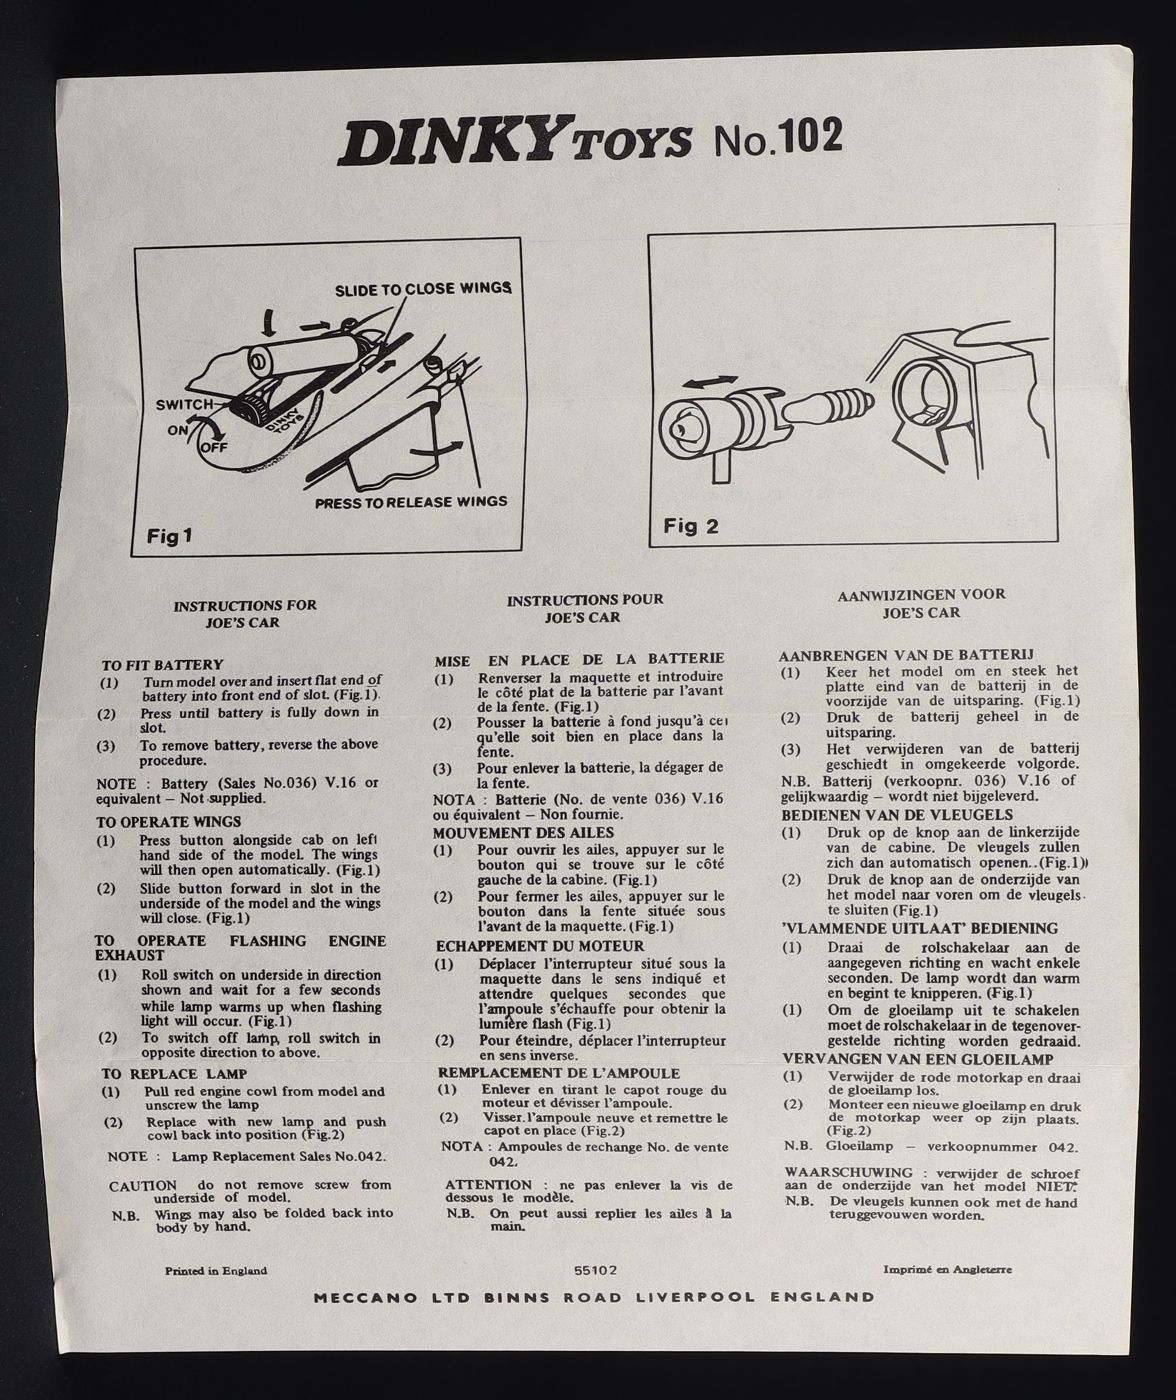 DINKY TOYS No.102
SLIDE TO CLOSE WINGS
SWITCH
ON
OFF
DINKY
TOYS
PRESS TO RELEASE WINGS
Fig 1
Fig 2
INSTRUCTIONS FOR
JOE'S CAR
TO FIT BATTERY
(1) Turn model over and insert flat end of
battery into front end of slot. (Fig.1).
(2) Press until battery is fully down in
slot.
(3) To remove battery, reverse the above
procedure.
NOTE : Battery (Sales No.036) V.16 or
equivalent – Not supplied.
TO OPERATE WINGS
(1) Press button alongside cab on left
hand side of the model. The wings
will then open automatically. (Fig.1)
(2) Slide button forward in slot in the
underside of the model and the wings
will close. (Fig.1)
TO OPERATE FLASHING ENGINE
EXHAUST
(1) Roll switch on underside in direction
shown and wait for a few seconds
while lamp warms up when flashing
light will occur. (Fig.1)
(2) To switch off lamp, roll switch in
opposite direction to above.
TO REPLACE LAMP
(1) Pull red engine cowl from model and
unscrew the lamp
(2) Replace with new lamp and push
cowl back into position (Fig.2)
NOTE : Lamp Replacement Sales No.042.
CAUTION do not remove screw from
underside of model.
N.B. Wings may also be folded back into
body by hand.
INSTRUCTIONS POUR
JOE'S CAR
MISE EN PLACE DE LA BATTERIE
(1) Renverser la maquette et introduire
le côté plat de la batterie par l'avant
de la fente. (Fig.1)
(2) Pousser la batterie à fond jusqu'à cei
qu'elle soit bien en place dans la
fente.
(3) Pour enlever la batterie, la dégager de
la fente.
NOTA : Batterie (No. de vente 036) V.16
ou équivalent – Non fournie.
MOUVEMENT DES AILES
(1) Pour ouvrir les ailes, appuyer sur le
bouton qui se trouve sur le côté
gauche de la cabine. (Fig.1)
(2) Pour fermer les ailes, appuyer sur le
bouton dans la fente située sous
l'avant de la maquette. (Fig.1)
ECHAPPEMENT DU MOTEUR
(1) Déplacer l'interrupteur situé sous la
maquette dans le sens indiqué et
attendre quelques secondes que
l'ampoule s'échauffe pour obtenir la
lumière flash (Fig.1)
(2) Pour éteindre, déplacer l'interrupteur
en sens inverse.
REMPLACEMENT DE L'AMPOULE
(1) Enlever en tirant le capot rouge du
moteur et dévisser l'ampoule.
(2) Visser.l'ampoule neuve et remettre le
capot en place (Fig.2)
NOTA : Ampoules de rechange No. de vente
042.
ATTENTION : ne pas enlever la vis de
dessous le modèle.
N.B. On peut aussi replier les ailes à la
main.
AANWIJZINGEN VOOR
JOE'S CAR
AANBRENGEN VAN DE BATTERIJ
(1) Keer het model om en steek het
platte eind van de batterij in de
voorzijde van de uitsparing. (Fig.1)
(2) Druk de batterij geheel in de
uitsparing.
(3) Het verwijderen van de batterij
geschiedt in omgekeerde volgorde.
N.B. Batterij (verkoopnr. 036) V.16 of
gelijkwaardig – wordt niet bijgeleverd.
BEDIENEN VAN DE VLEUGELS
(1) Druk op de knop aan de linkerzijde
van de cabine. De vleugels zullen
zich dan automatisch openen..(Fig.1))
(2) Druk de knop aan de onderzijde van
het model naar voren om de vleugels
te sluiten (Fig.1)
'VLAMMENDE UITLAAT' BEDIENING
(1) Draai de rolschakelaar aan de
aangegeven richting en wacht enkele
seconden. De lamp wordt dan warm
en begint te knipperen. (Fig.1)
(1) Om de gloeilamp uit te schakelen
moet de rolschakelaar in de tegenover-
gestelde richting worden gedraaid.
VERVANGEN VAN EEN GLOEILAMP
(1) Verwijder de rode motorkap en draai
de gloeilamp los.
(2) Monteer een nieuwe gloeilamp en druk
de motorkap weer op zijn plaats.
(Fig.2)
N.B. Gloeilamp – verkoopnummer 042.
WAARSCHUWING : verwijder de schroef
aan de onderzijde van het model NIET.
N.B. De vleugels kunnen ook met de hand
teruggevouwen worden.
Printed in England
55102
Imprimé en Angleterre
MECCANO LTD BINNS ROAD LIVERPOOL ENGLAND